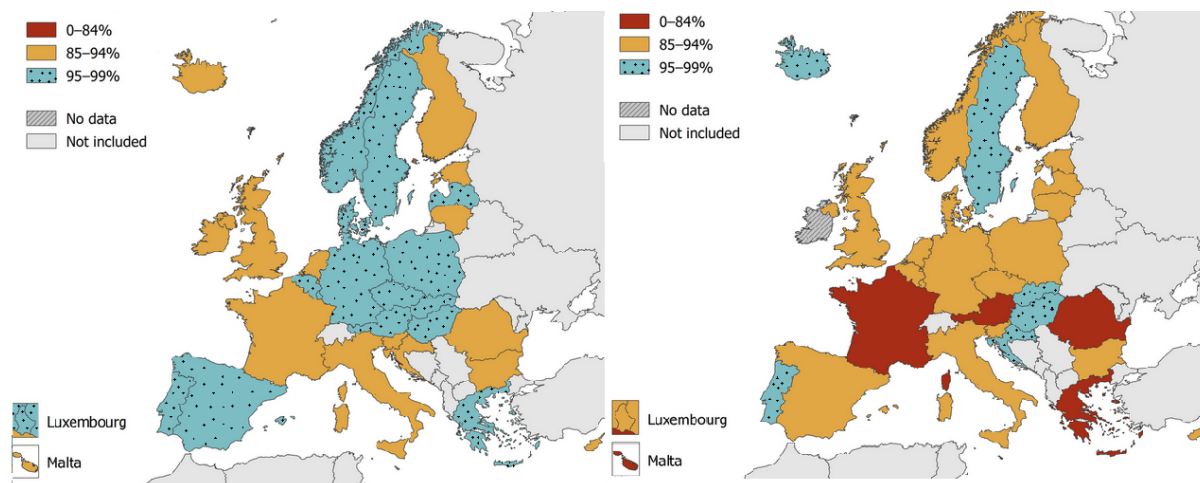 0–84%
85–94%
95–99%
No data
Not included
Luxembourg
Malta
0–84%
85–94%
95–99%
No data
Not included
Luxembourg
Malta